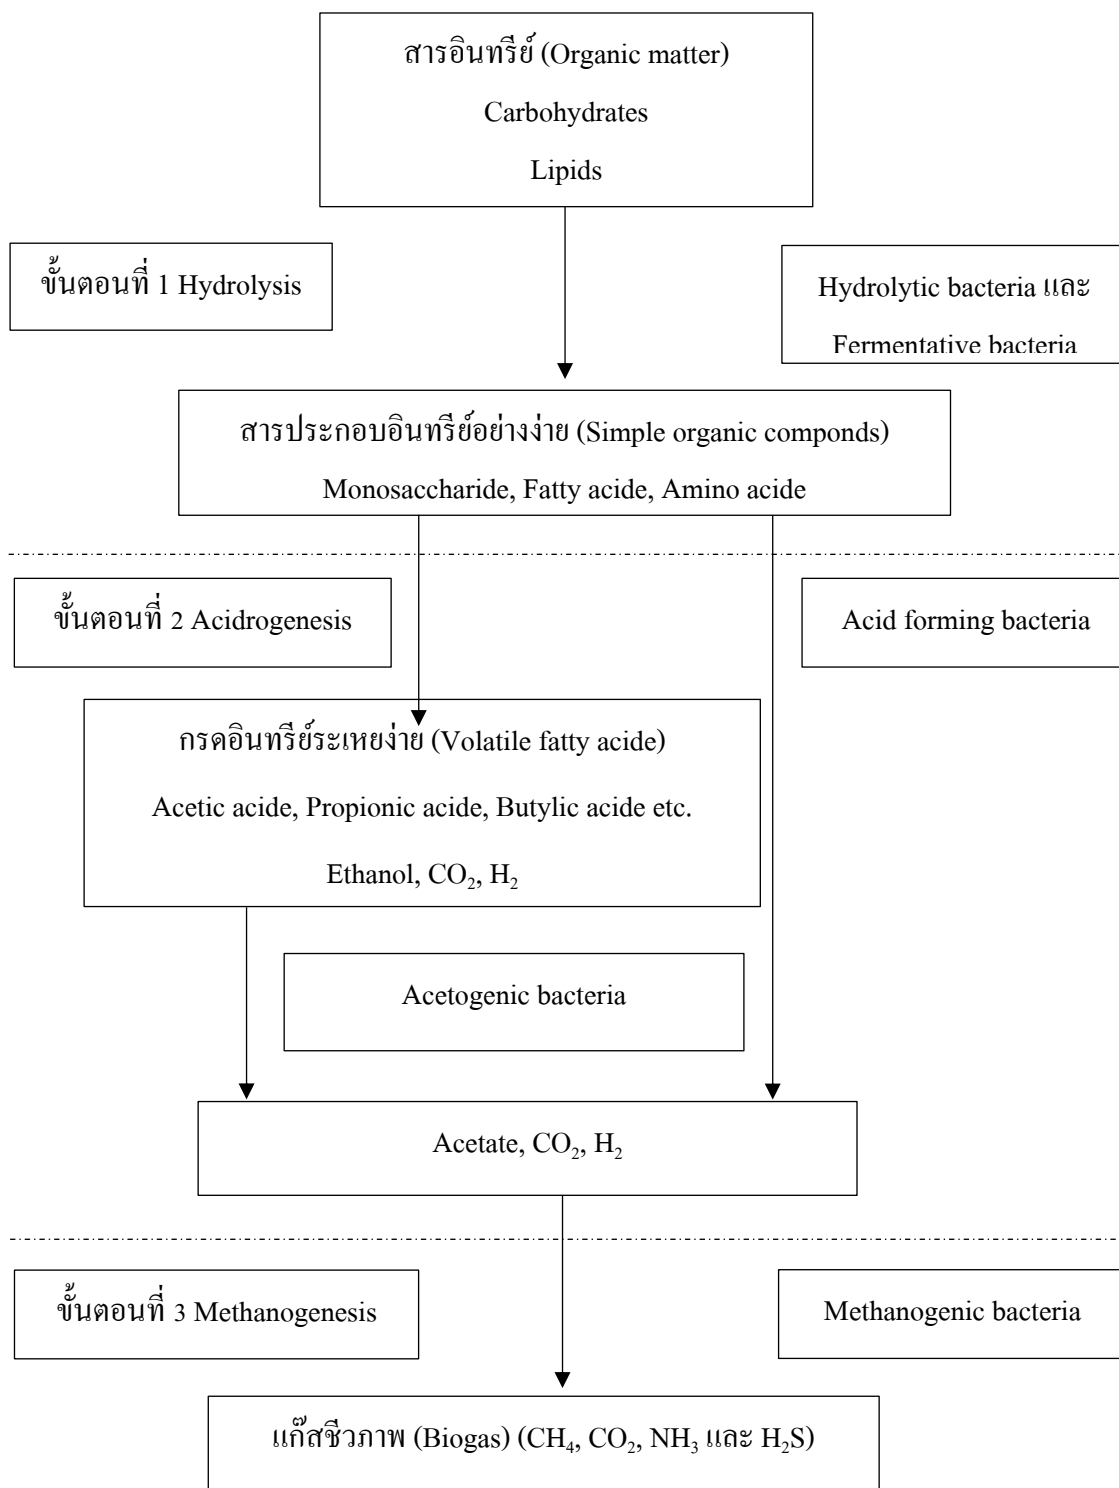 สารอินทรีย์ (Organic matter)
Carbohydrates
Lipids
ขั้นตอนที่ 1 Hydrolysis
Hydrolytic bacteria และ
Fermentative bacteria
สารประกอบอินทรีย์อย่างง่าย (Simple organic componds)
Monosaccharide, Fatty acide, Amino acide
ขั้นตอนที่ 2 Acidrogenesis
Acid forming bacteria
กรดอินทรีย์ระเหยง่าย (Volatile fatty acide)
Acetic acide, Propionic acide, Butylic acide etc.
Ethanol, CO₂, H₂
Acetogenic bacteria
Acetate, CO₂, H₂
ขั้นตอนที่ 3 Methanogenesis
Methanogenic bacteria
แก๊สชีวภาพ (Biogas) (CH₄, CO₂, NH₃ และ H₂S)